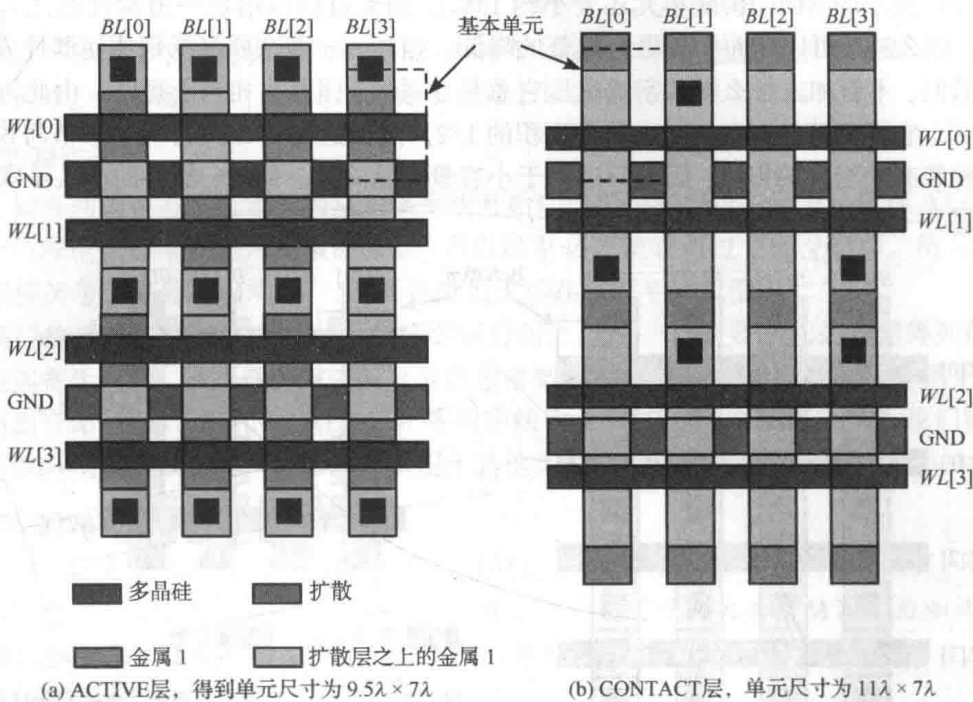 BL[0] BL[1] BL[2] BL[3]
基本单元
BL[0] BL[1] BL[2] BL[3]
WL[0]
GND
WL[1]
WL[2]
GND
WL[3]
WL[0]
GND
WL[1]
WL[2]
GND
WL[3]
多晶硅 扩散
金属 1 扩散层之上的金属 1
(a) ACTIVE层，得到单元尺寸为 9.5λ × 7λ
(b) CONTACT层，单元尺寸为 11λ × 7λ